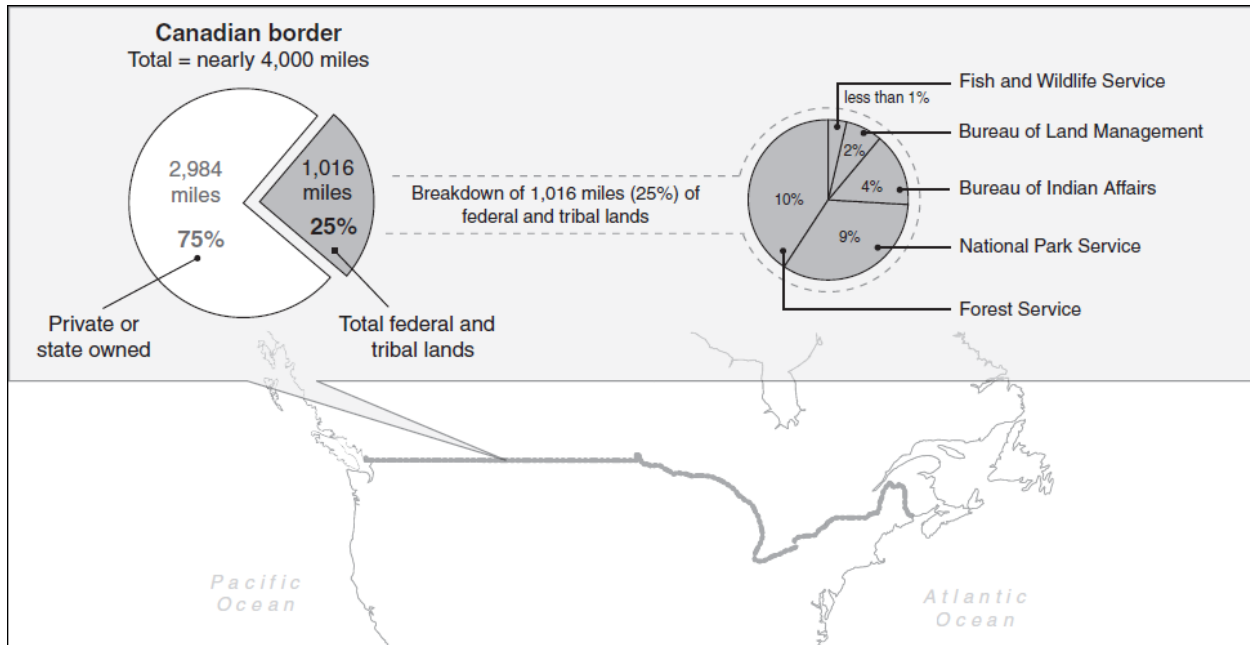 Canadian border
Total = nearly 4,000 miles
2,984
miles
75%
1,016
miles
25%
Private or
state owned
Total federal and
tribal lands
Breakdown of 1,016 miles (25%) of
federal and tribal lands
less than 1%
2%
4%
9%
10%
Fish and Wildlife Service
Bureau of Land Management
Bureau of Indian Affairs
National Park Service
Forest Service
Pacific
Ocean
Atlantic
Ocean